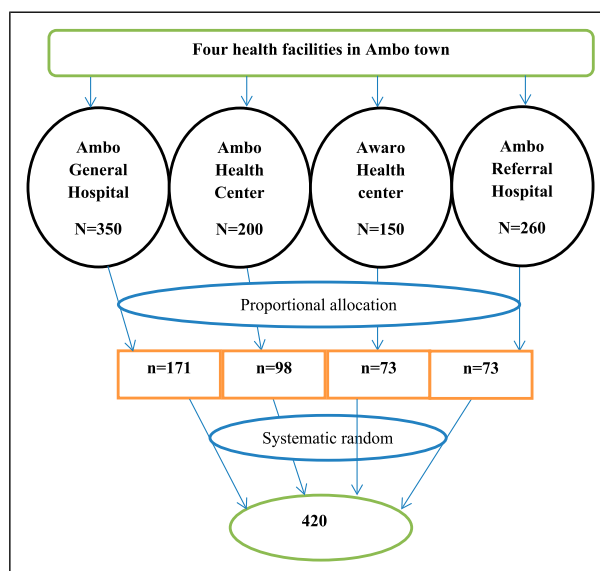 Four health facilities in Ambo town
Ambo
General
Hospital
N=350
Ambo
Health
Center
N=200
Awaro
Health
center
N=150
Ambo
Referral
Hospital
N=260
Proportional allocation
n=171
n=98
n=73
n=73
Systematic random
420